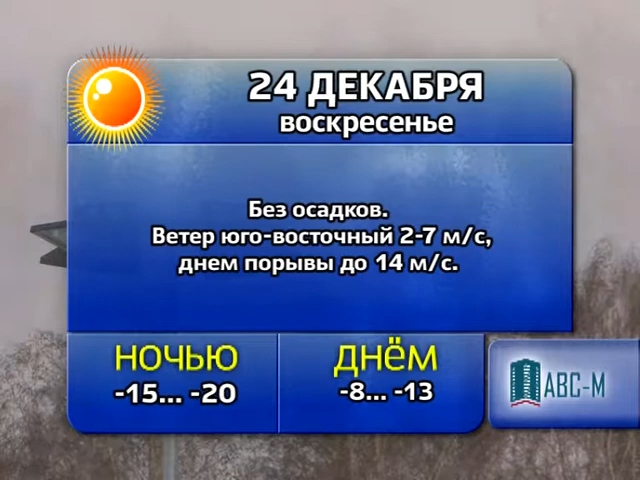 24 ДЕКАБРЯ
воскресенье
Без осадков.
Ветер юго-восточный 2-7 м/с,
днем порывы до 14 м/с.
НОЧЬЮ
-15... -20
ДНЁМ
-8... -13
АВС-М